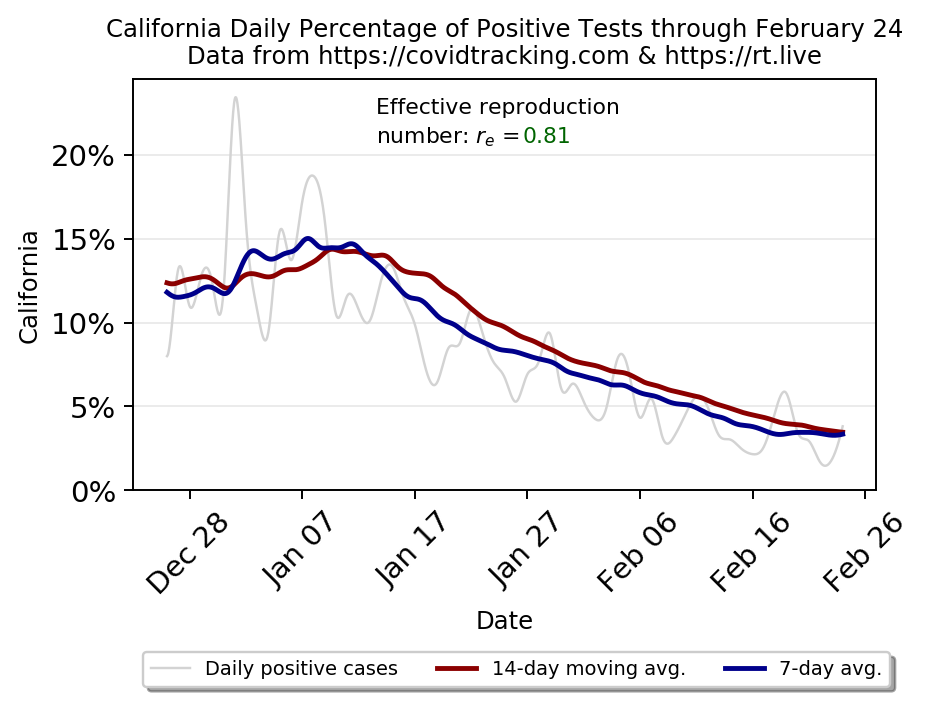 California Daily Percentage of Positive Tests through February 24
Data from https://covidtracking.com & https://rt.live
Effective reproduction
number: r_e = 0.81
20%
15%
10%
5%
0%
California
Dec 28
Jan 07
Jan 17
Jan 27
Feb 06
Feb 16
Feb 26
Date
Daily positive cases
14-day moving avg.
7-day avg.